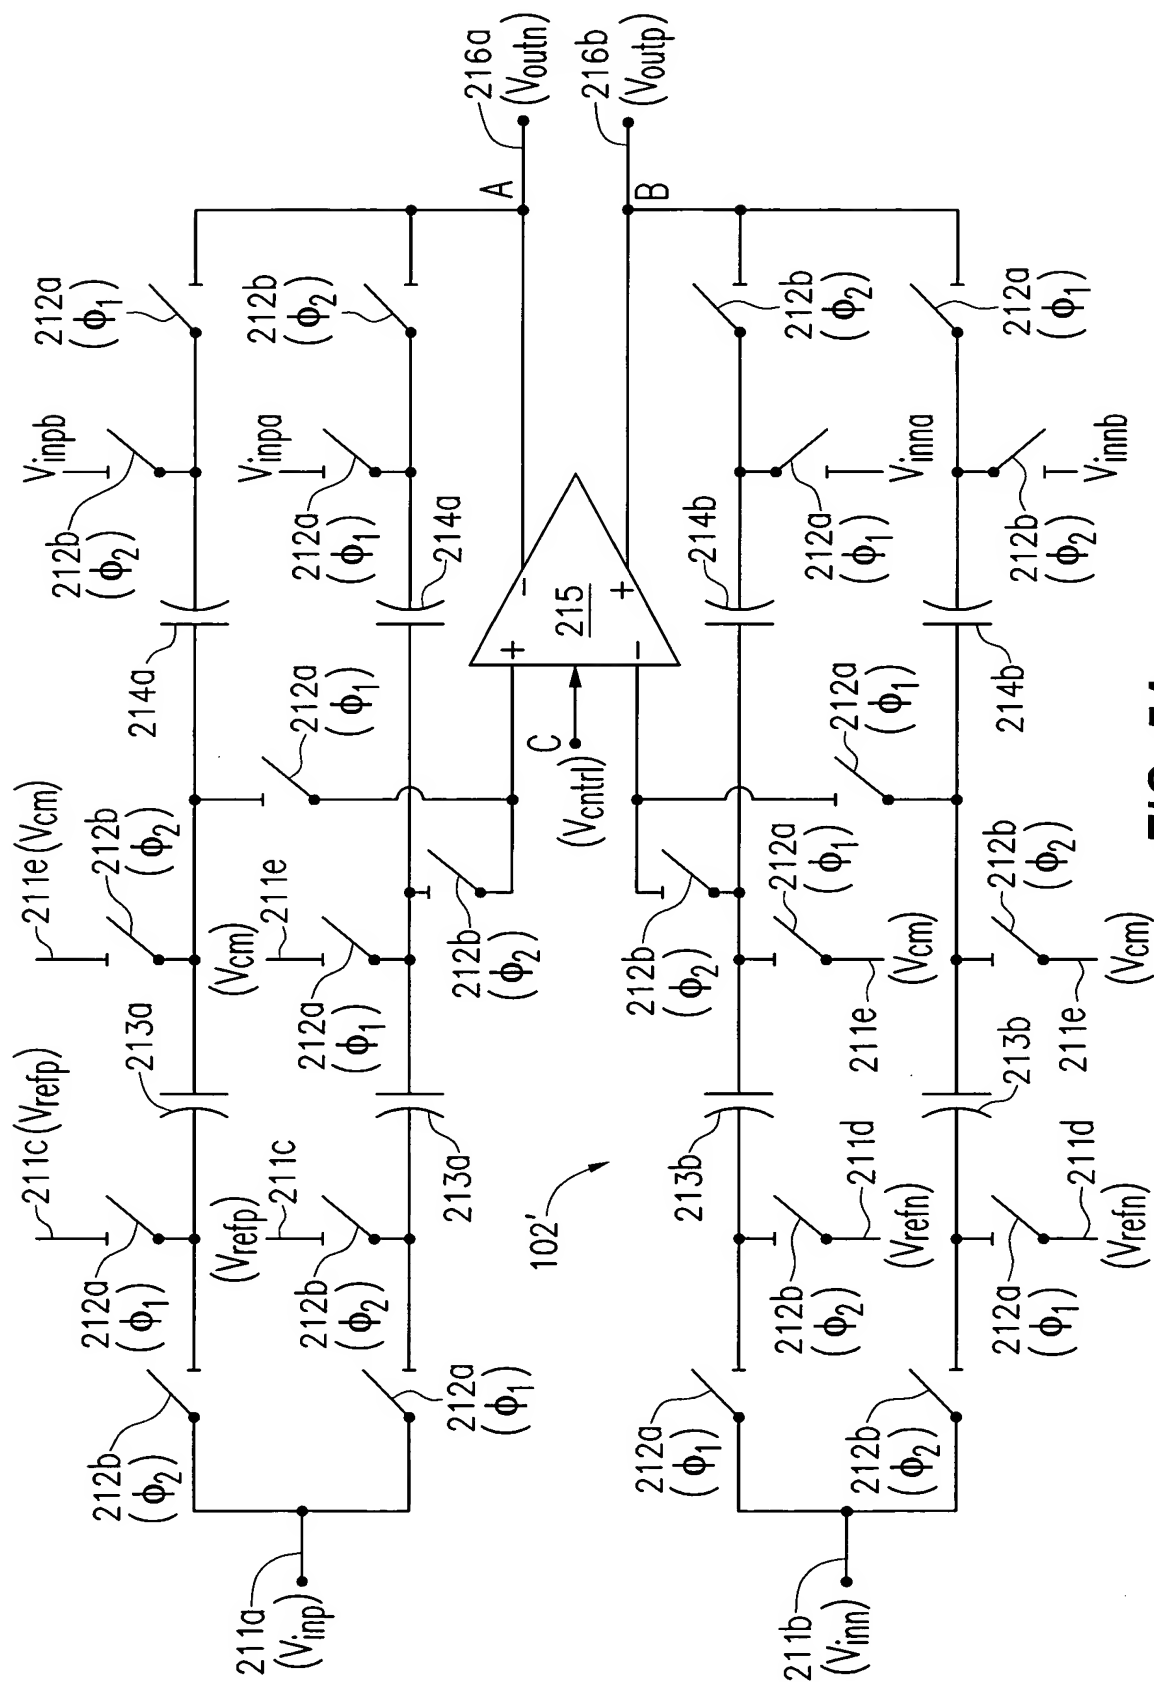 211c (Vrefp)
211e (Vcm)
Vinpb
212a
(ϕ1)
212b
(ϕ2)
212a
(ϕ1)
213a
212b
(ϕ2)
214a
212b
(ϕ2)
211a
(Vinp)
(Vrefp)
211c
(Vcm)
211e
Vinpa
212b
(ϕ2)
212b
(ϕ2)
212a
(ϕ1)
212a
(ϕ1)
212a
(ϕ1)
212a
(ϕ1)
213a
212b
(ϕ2)
214a
A
216a
(Voutn)
102'
C
(Vcntrl)
+
−
215
−
+
216b
(Voutp)
B
212a
(ϕ1)
213b
212b
(ϕ2)
214b
211b
(Vinn)
212b
(ϕ2)
211d
(Vrefn)
212a
(ϕ1)
211e
(Vcm)
212a
(ϕ1)
212a
(ϕ1)
Vinna
212b
(ϕ2)
212b
(ϕ2)
212a
(ϕ1)
211d
(Vrefn)
213b
212b
(ϕ2)
211e
(Vcm)
214b
212b
(ϕ2)
Vinnb
212a
(ϕ1)